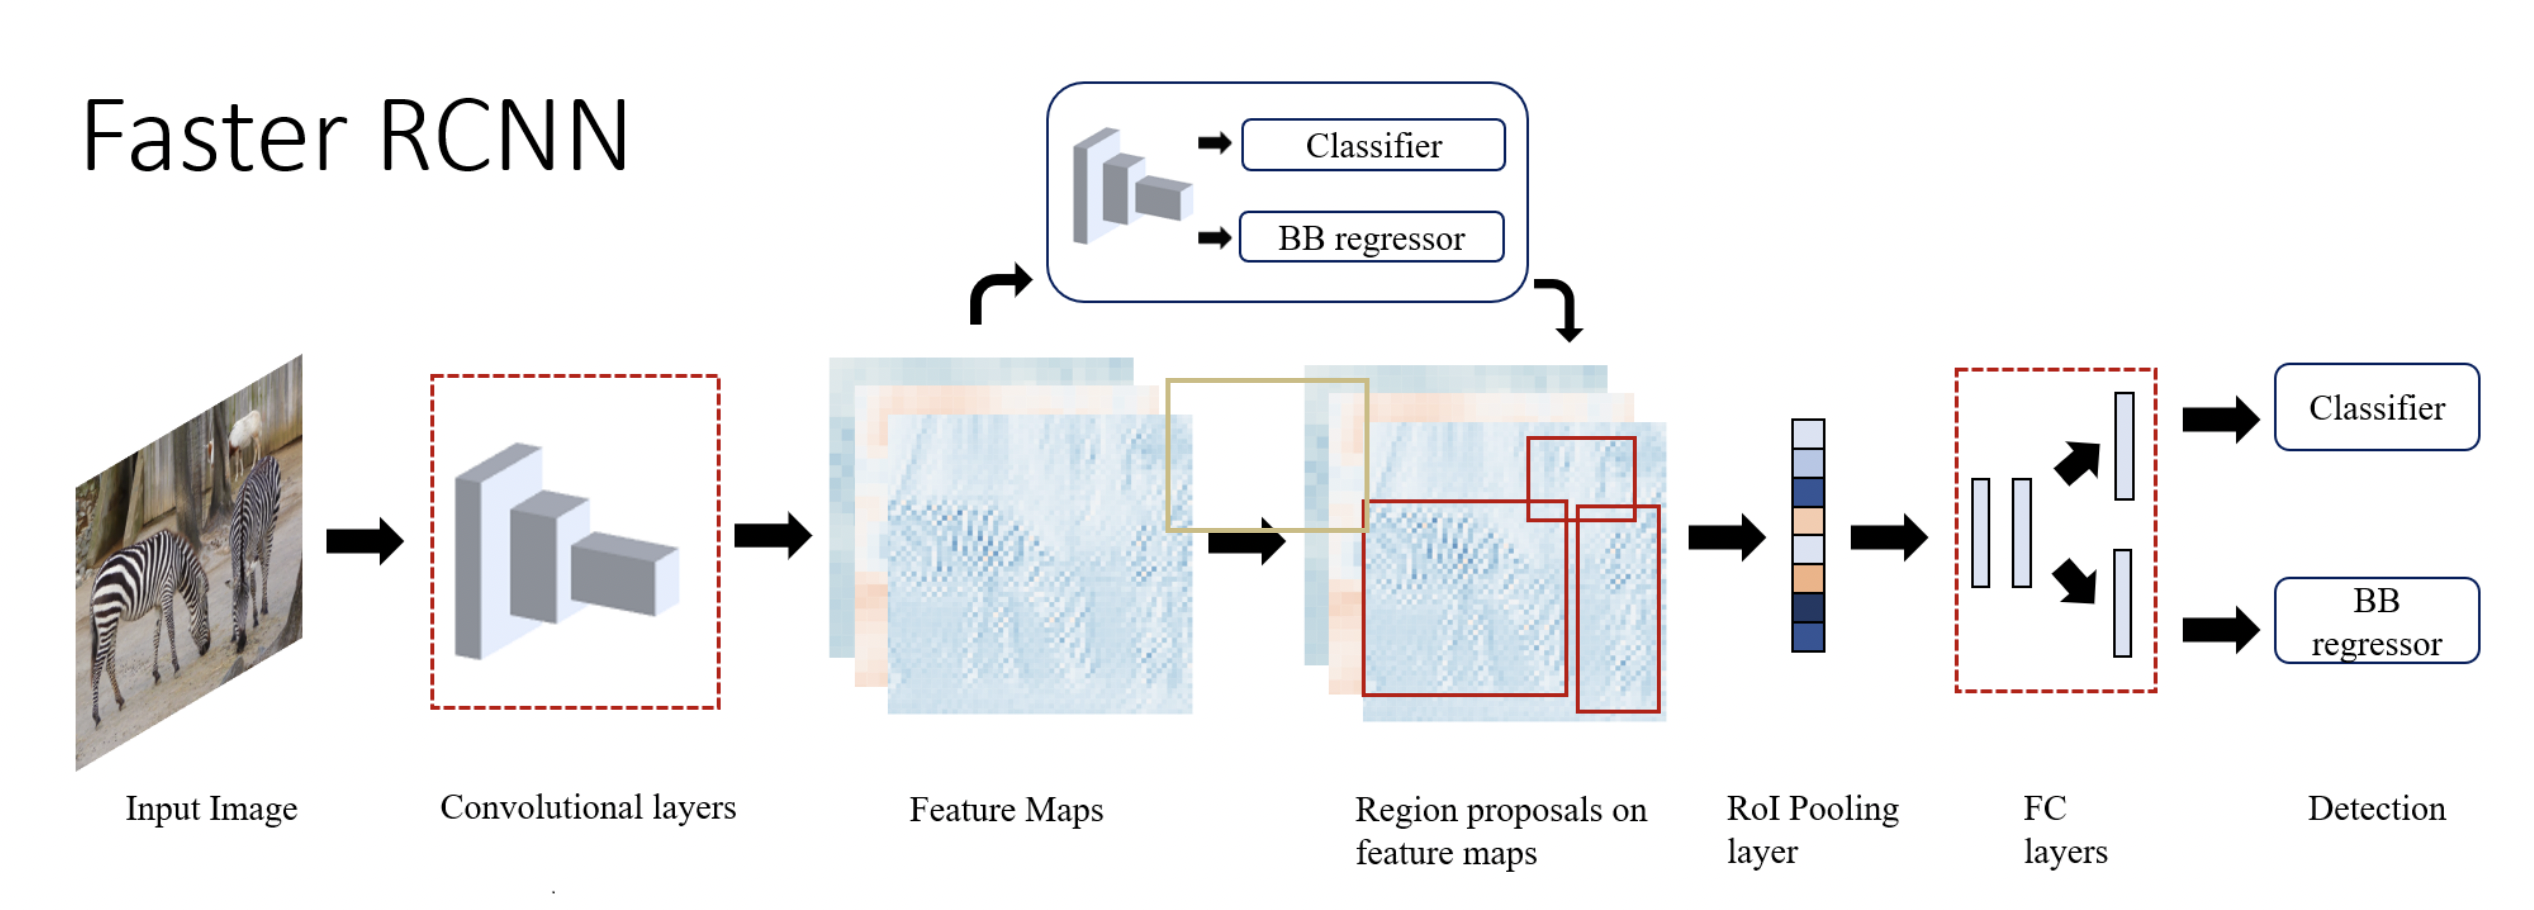 Faster RCNN
Classifier
BB regressor
Classifier
BB
regressor
Input Image
Convolutional layers
Feature Maps
Region proposals on
feature maps
RoI Pooling
layer
FC
layers
Detection